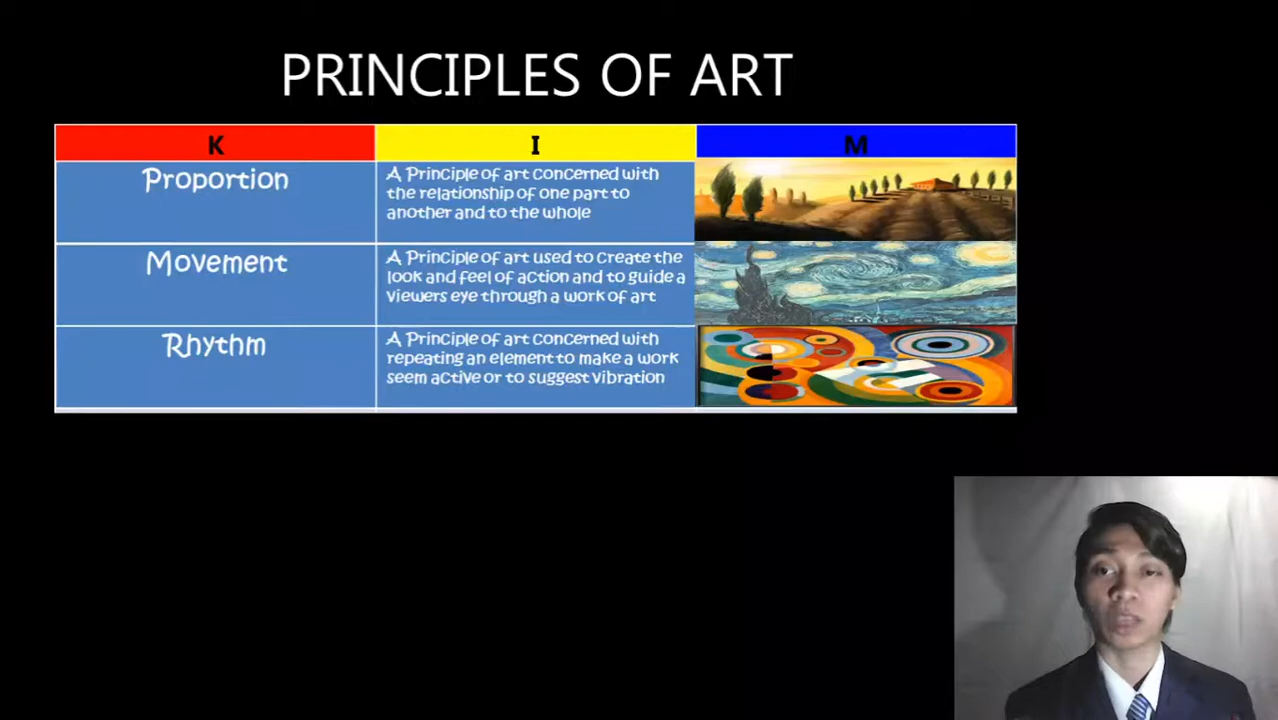 PRINCIPLES OF ART
K
I
M
Proportion
A Principle of art concerned with
the relationship of one part to
another and to the whole
Movement
A Principle of art used to create the
look and feel of action and to guide a
viewers eye through a work of art
Rhythm
A Principle of art concerned with
repeating an element to make a work
seem active or to suggest vibration